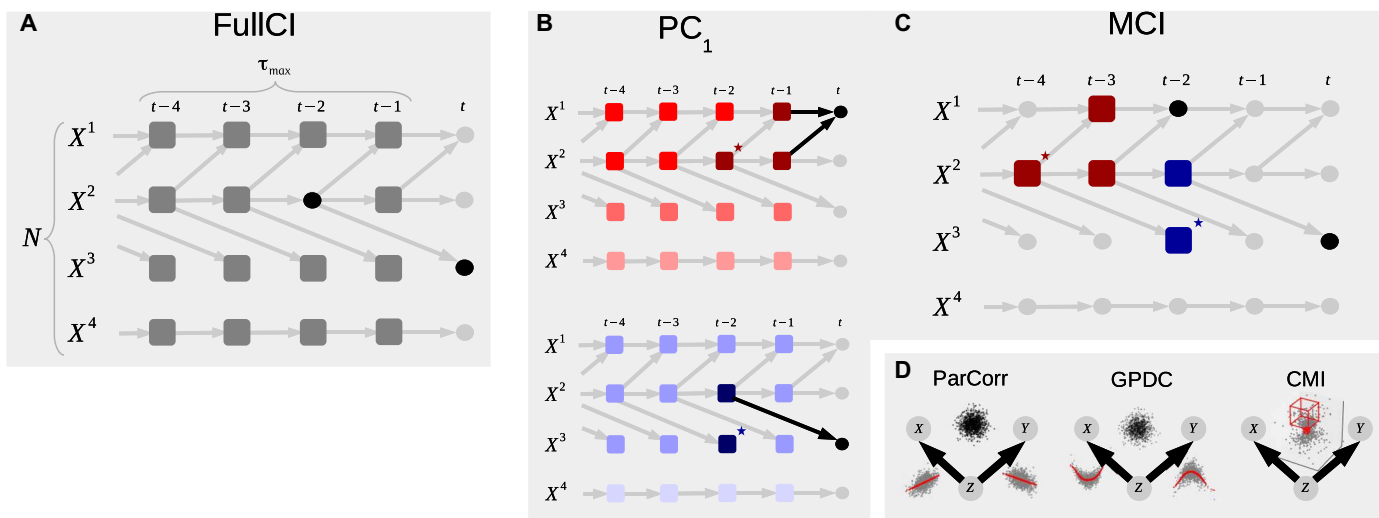 A
FullCI
τmax
t−4 t−3 t−2 t−1 t
X1
X2
N
X3
X4
B
PC1
t−4 t−3 t−2 t−1 t
X1
X2
X3
X4
t−4 t−3 t−2 t−1 t
X1
X2
X3
X4
C
MCI
t−4 t−3 t−2 t−1 t
X1
X2
X3
X4
D
ParCorr GPDC CMI
X Y X Y X Y
Z Z Z